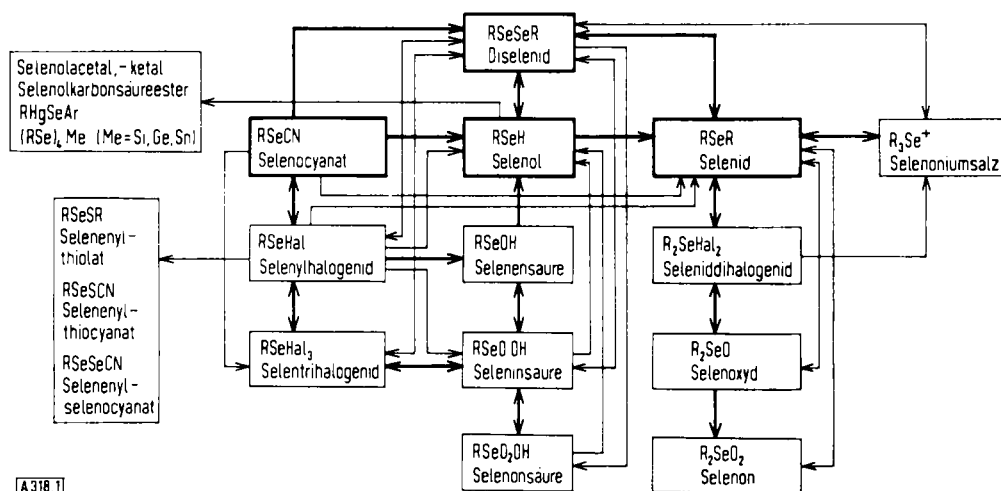 RSeSeR
Diselenid
Selenolacetal,-ketal
Selenolkarbonsäureester
RHgSeAr
(RSe)₄Me (Me=Si,Ge,Sn)
RSeCN
Selenocyanat
RSeH
Selenol
RSeR
Selenid
R₃Se⁺
Selenoniumsalz
RSeSR
Selenenyl-
thiolat
RSeSCN
Selenenyl-
thiocyanat
RSeSeCN
Selenenyl-
selenocyanat
RSeHal
Selenylhalogenid
RSeOH
Selenensaure
R₂SeHal₂
Seleniddihalogenid
RSeHal₃
Selentrihalogenid
RSeO OH
Seleninsaure
R₂SeO
Selenoxyd
RSeO₂OH
Selenonsäure
R₂SeO₂
Selenon
A 318.1